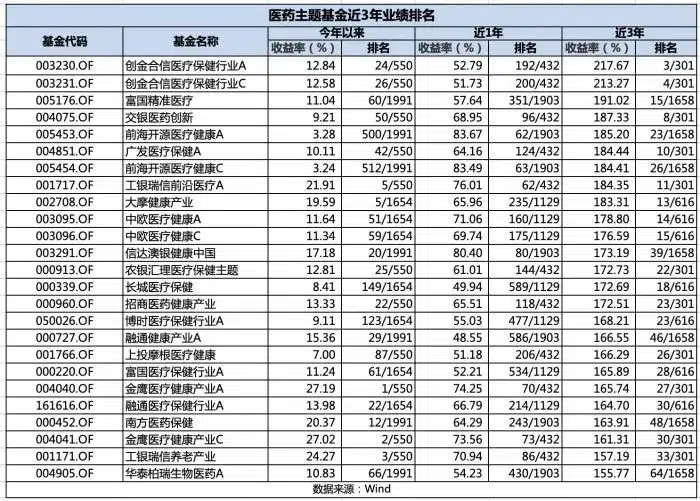 医药主题基金近3年业绩排名
基金代码 基金名称 今年以来 近1年 近3年
收益率（%） 排名 收益率（%） 排名 收益率（%） 排名
003230.OF 创金合信医疗保健行业A 12.84 24/550 52.79 192/432 217.67 3/301
003231.OF 创金合信医疗保健行业C 12.58 26/550 51.73 200/432 213.27 4/301
005176.OF 富国精准医疗 11.04 60/1991 57.64 351/1903 191.02 15/1658
004075.OF 交银医药创新 9.21 50/550 68.95 96/432 187.33 8/301
005453.OF 前海开源医疗健康A 3.28 500/1991 83.67 62/1903 185.20 23/1658
004851.OF 广发医疗保健A 10.11 42/550 64.16 124/432 184.44 10/301
005454.OF 前海开源医疗健康C 3.24 512/1991 83.49 63/1903 184.41 26/1658
001717.OF 工银瑞信前沿医疗A 21.91 5/550 76.01 62/432 184.35 11/301
002708.OF 大摩健康产业 19.59 5/1654 65.96 235/1129 183.31 13/616
003095.OF 中欧医疗健康A 11.64 51/1654 71.06 160/1129 178.80 14/616
003096.OF 中欧医疗健康C 11.34 59/1654 69.74 175/1129 176.59 15/616
003291.OF 信达澳银健康中国 17.18 20/1991 80.40 80/1903 173.19 39/1658
000913.OF 农银汇理医疗保健主题 12.81 25/550 61.01 144/432 172.73 22/301
000339.OF 长城医疗保健 8.41 149/1654 49.94 589/1129 172.69 18/616
000960.OF 招商医药健康产业 13.33 22/550 65.51 118/432 172.51 23/301
050026.OF 博时医疗保健行业A 9.11 123/1654 55.03 477/1129 168.21 23/616
000727.OF 融通健康产业A 15.36 29/1991 48.55 586/1903 166.55 46/1658
001766.OF 上投摩根医疗健康 7.00 87/550 51.18 206/432 166.29 26/301
000220.OF 富国医疗保健行业A 11.24 61/1654 52.21 534/1129 165.89 28/616
004040.OF 金鹰医疗健康产业A 27.19 1/550 74.25 70/432 165.74 27/301
161616.OF 融通医疗保健行业A 13.98 22/1654 66.79 214/1129 164.70 30/616
000452.OF 南方医药保健 20.37 12/1991 64.29 243/1903 163.91 48/1658
004041.OF 金鹰医疗健康产业C 27.02 2/550 73.56 73/432 161.31 30/301
001171.OF 工银瑞信养老产业 24.27 3/550 70.94 86/432 157.19 33/301
004905.OF 华泰柏瑞生物医药A 10.83 66/1991 54.23 430/1903 155.77 64/1658
数据来源：Wind